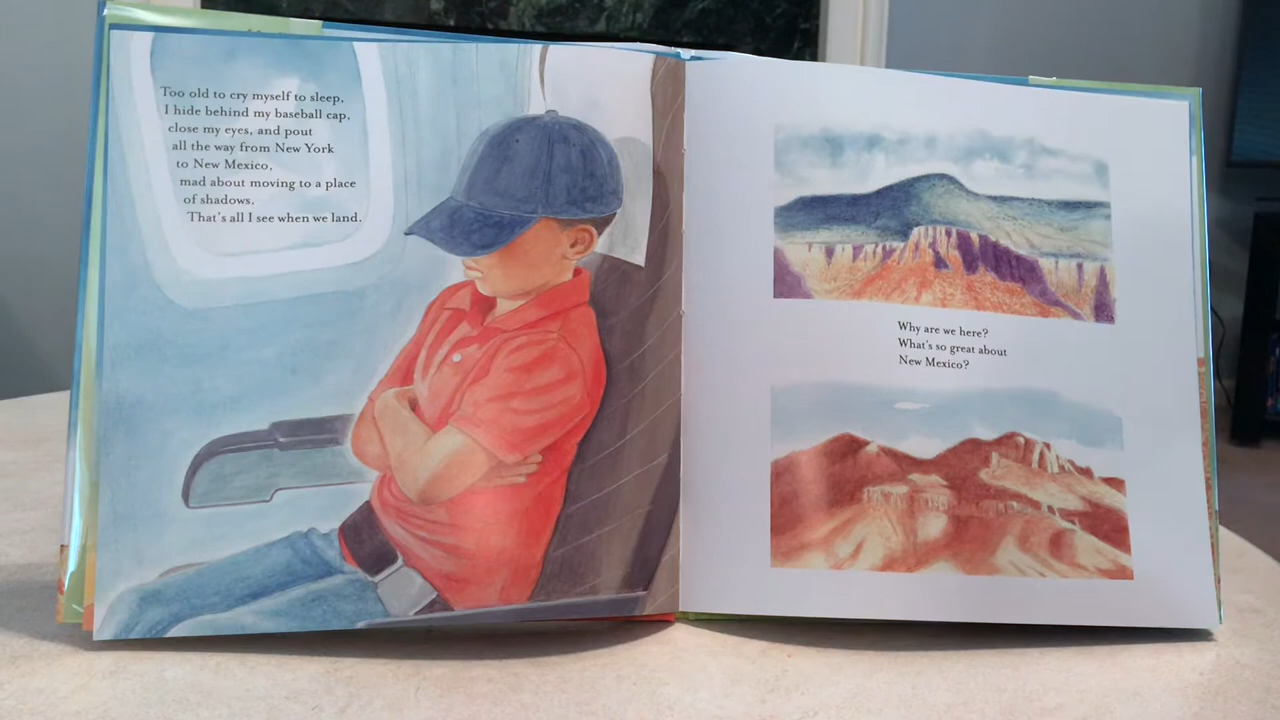 Too old to cry myself to sleep,
I hide behind my baseball cap,
close my eyes, and pout
all the way from New York
to New Mexico,
mad about moving to a place
of shadows.
That's all I see when we land.
Why are we here?
What's so great about
New Mexico?